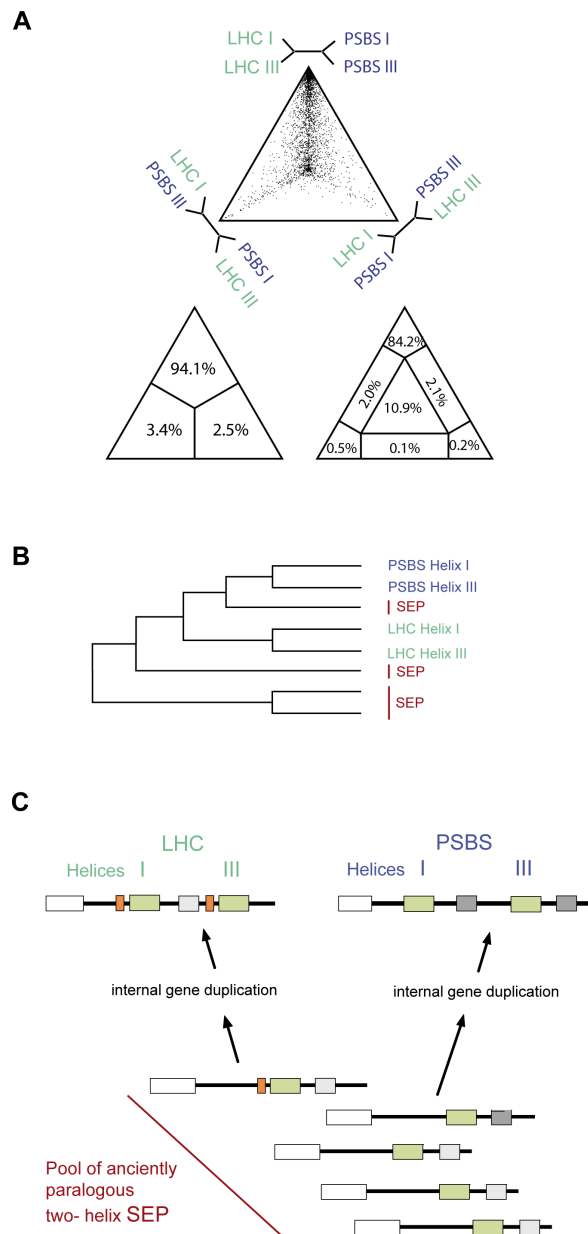 A
LHC I
PSBS I
LHC III
PSBS III
LHC I
PSBS III
PSBS I
LHC III
PSBS III
LHC III
LHC I
PSBS I
94.1%
3.4%
2.5%
84.2%
2.0%
2.1%
10.9%
0.5%
0.1%
0.2%
B
PSBS Helix I
PSBS Helix III
SEP
LHC Helix I
LHC Helix III
SEP
SEP
C
LHC
PSBS
Helices I III
Helices I III
internal gene duplication
internal gene duplication
Pool of anciently
paralogous
two- helix SEP